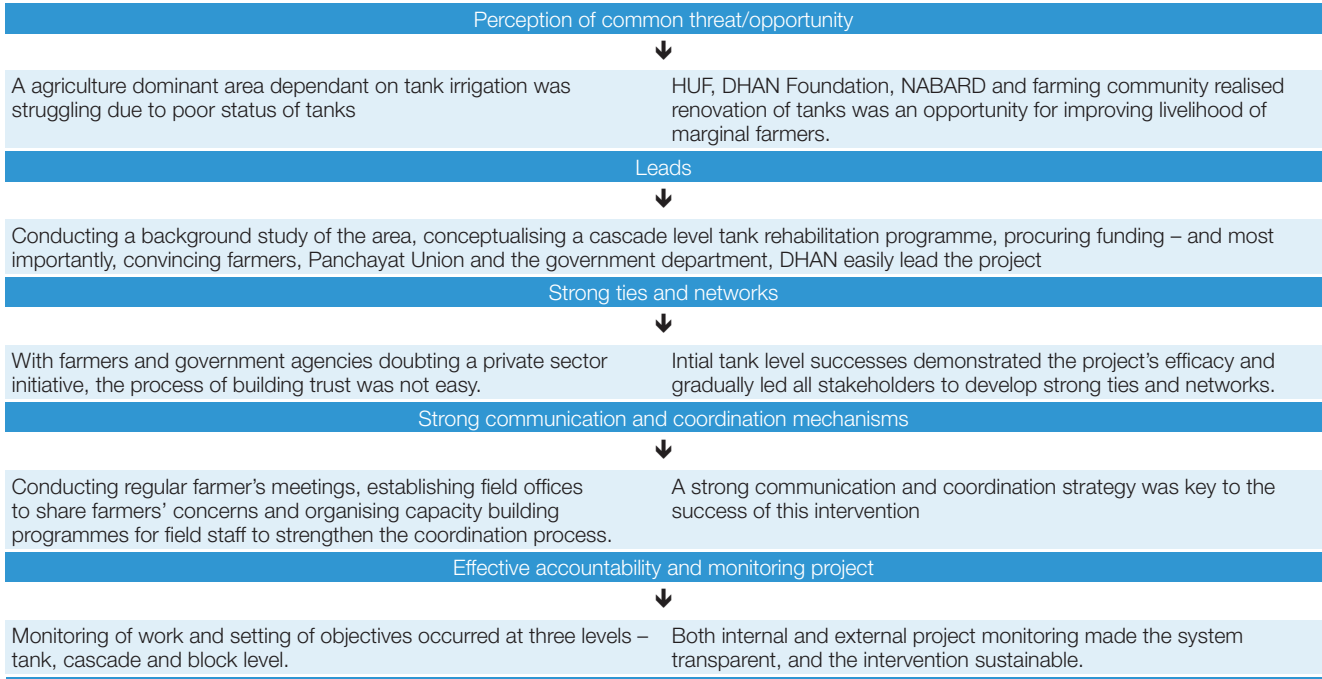 Perception of common threat/opportunity
A agriculture dominant area dependant on tank irrigation was
struggling due to poor status of tanks
HUF, DHAN Foundation, NABARD and farming community realised
renovation of tanks was an opportunity for improving livelihood of
marginal farmers.
Leads
Conducting a background study of the area, conceptualising a cascade level tank rehabilitation programme, procuring funding – and most
importantly, convincing farmers, Panchayat Union and the government department, DHAN easily lead the project
Strong ties and networks
With farmers and government agencies doubting a private sector
initiative, the process of building trust was not easy.
Intial tank level successes demonstrated the project's efficacy and
gradually led all stakeholders to develop strong ties and networks.
Strong communication and coordination mechanisms
Conducting regular farmer's meetings, establishing field offices
to share farmers' concerns and organising capacity building
programmes for field staff to strengthen the coordination process.
A strong communication and coordination strategy was key to the
success of this intervention
Effective accountability and monitoring project
Monitoring of work and setting of objectives occurred at three levels –
tank, cascade and block level.
Both internal and external project monitoring made the system
transparent, and the intervention sustainable.